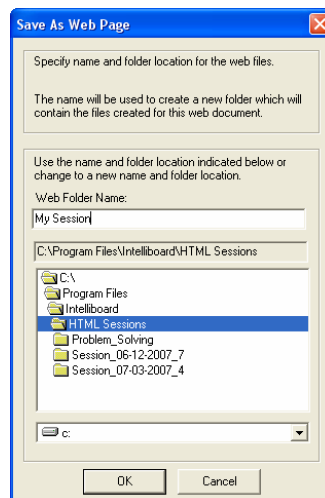 Save As Web Page
Specify name and folder location for the web files.
The name will be used to create a new folder which will
contain the files created for this web document.
Use the name and folder location indicated below or
change to a new name and folder location.
Web Folder Name:
My Session
C:\Program Files\Intelliboard\HTML Sessions
C:\
Program Files
Intelliboard
HTML Sessions
Problem_Solving
Session_06-12-2007_7
Session_07-03-2007_4
c:
OK Cancel